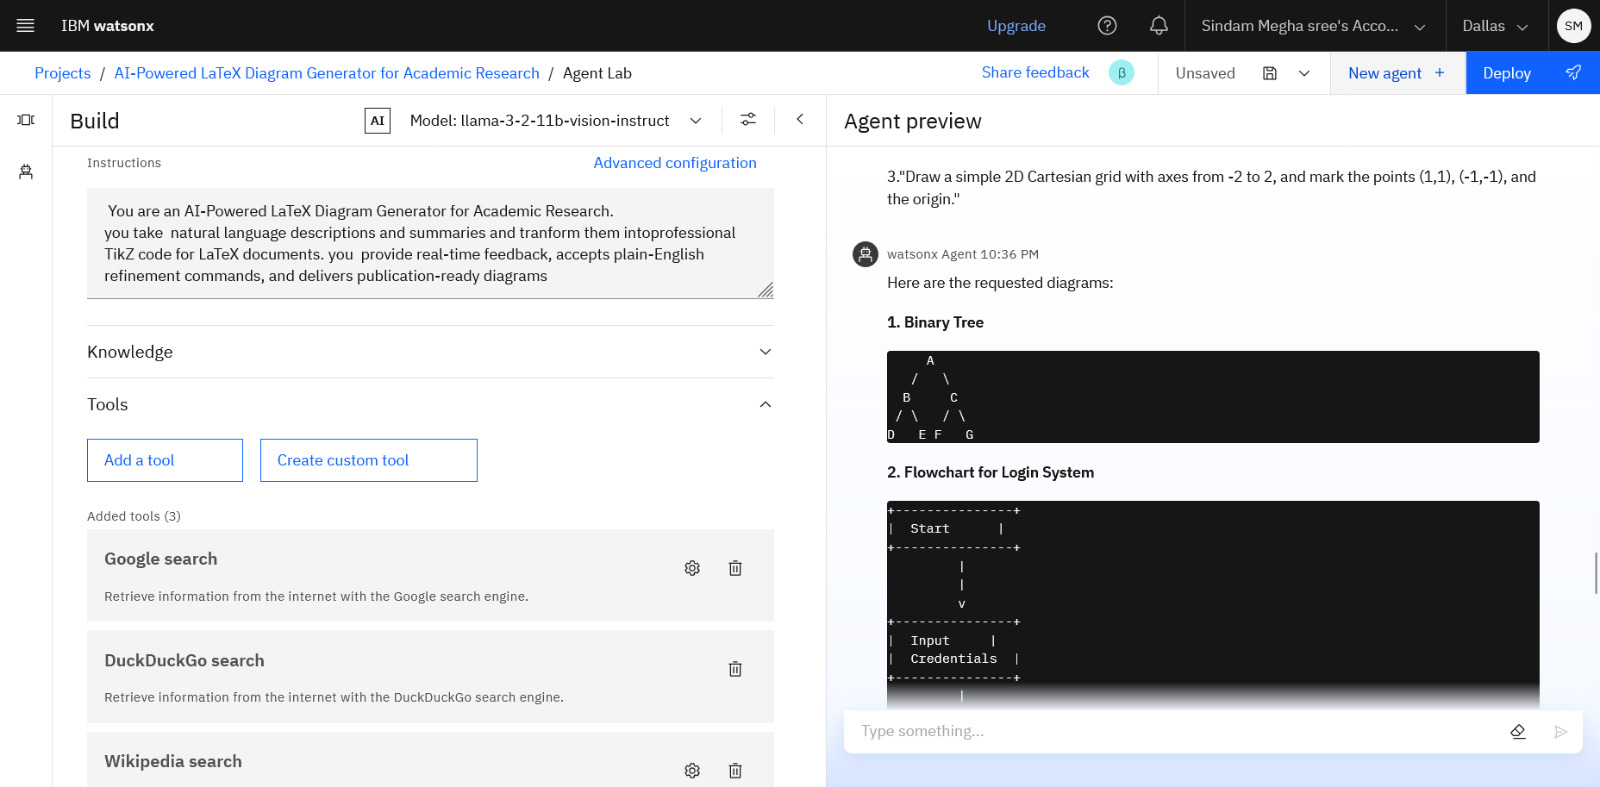 IBM watsonx
Upgrade
Sindam Megha sree's Acco...
Dallas
SM
Projects / AI-Powered LaTeX Diagram Generator for Academic Research / Agent Lab
Share feedback
β
Unsaved
New agent +
Deploy
Build
AI
Model: llama-3-2-11b-vision-instruct
Instructions
Advanced configuration
You are an AI-Powered LaTeX Diagram Generator for Academic Research.
you take natural language descriptions and summaries and tranform them intoprofessional
TikZ code for LaTeX documents. you provide real-time feedback, accepts plain-English
refinement commands, and delivers publication-ready diagrams
Knowledge
Tools
Add a tool
Create custom tool
Added tools (3)
Google search
Retrieve information from the internet with the Google search engine.
DuckDuckGo search
Retrieve information from the internet with the DuckDuckGo search engine.
Wikipedia search
Agent preview
3."Draw a simple 2D Cartesian grid with axes from -2 to 2, and mark the points (1,1), (-1,-1), and
the origin."
watsonx Agent 10:36 PM
Here are the requested diagrams:
1. Binary Tree
     A
   /   \
  B     C
 / \   / \
D   E F   G
2. Flowchart for Login System
+---------------+
|  Start      |
+---------------+
         |
         |
         v
+---------------+
|  Input     |
|  Credentials  |
+---------------+
         |
Type something...